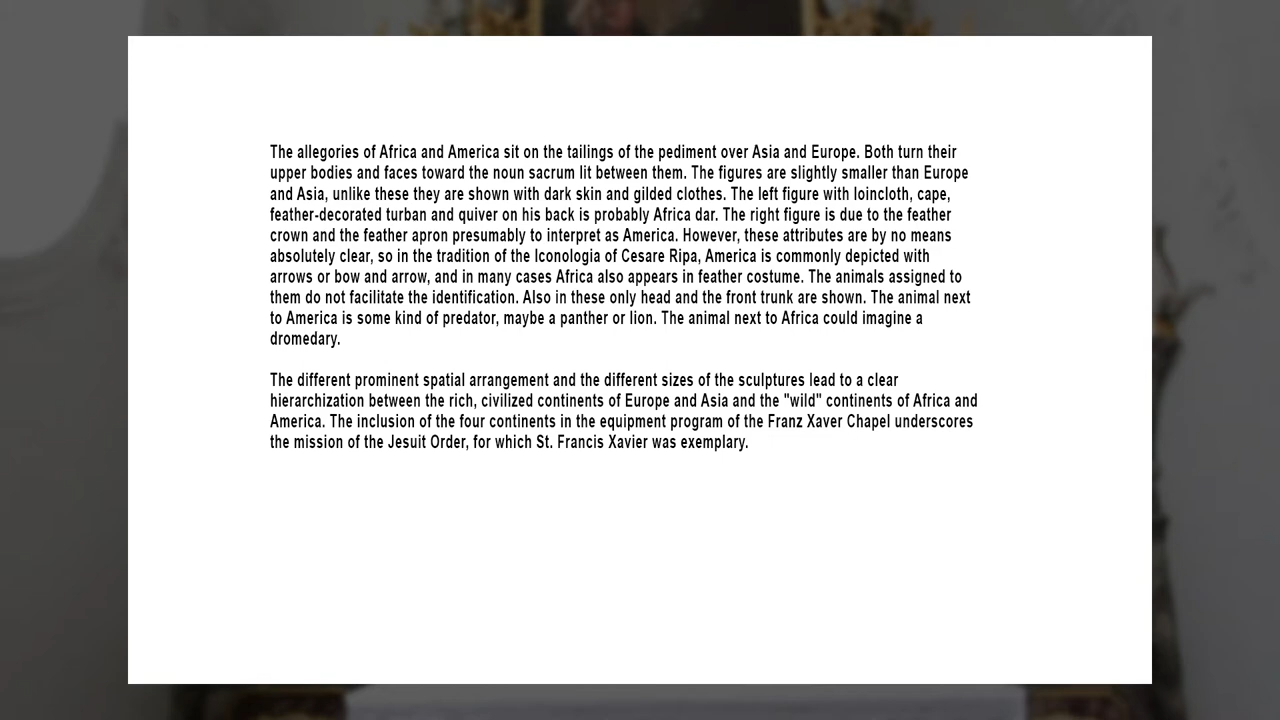 The allegories of Africa and America sit on the tailings of the pediment over Asia and Europe. Both turn their
upper bodies and faces toward the noun sacrum lit between them. The figures are slightly smaller than Europe
and Asia, unlike these they are shown with dark skin and gilded clothes. The left figure with loincloth, cape,
feather-decorated turban and quiver on his back is probably Africa dar. The right figure is due to the feather
crown and the feather apron presumably to interpret as America. However, these attributes are by no means
absolutely clear, so in the tradition of the Iconologia of Cesare Ripa, America is commonly depicted with
arrows or bow and arrow, and in many cases Africa also appears in feather costume. The animals assigned to
them do not facilitate the identification. Also in these only head and the front trunk are shown. The animal next
to America is some kind of predator, maybe a panther or lion. The animal next to Africa could imagine a
dromedary.
The different prominent spatial arrangement and the different sizes of the sculptures lead to a clear
hierarchization between the rich, civilized continents of Europe and Asia and the "wild" continents of Africa and
America. The inclusion of the four continents in the equipment program of the Franz Xaver Chapel underscores
the mission of the Jesuit Order, for which St. Francis Xavier was exemplary.